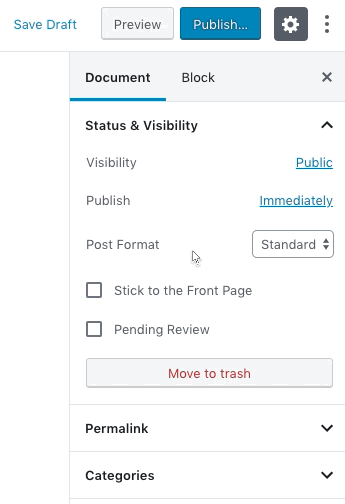 Save Draft Preview Publish...
Document Block
Status & Visibility
Visibility Public
Publish Immediately
Post Format Standard
Stick to the Front Page
Pending Review
Move to trash
Permalink
Categories